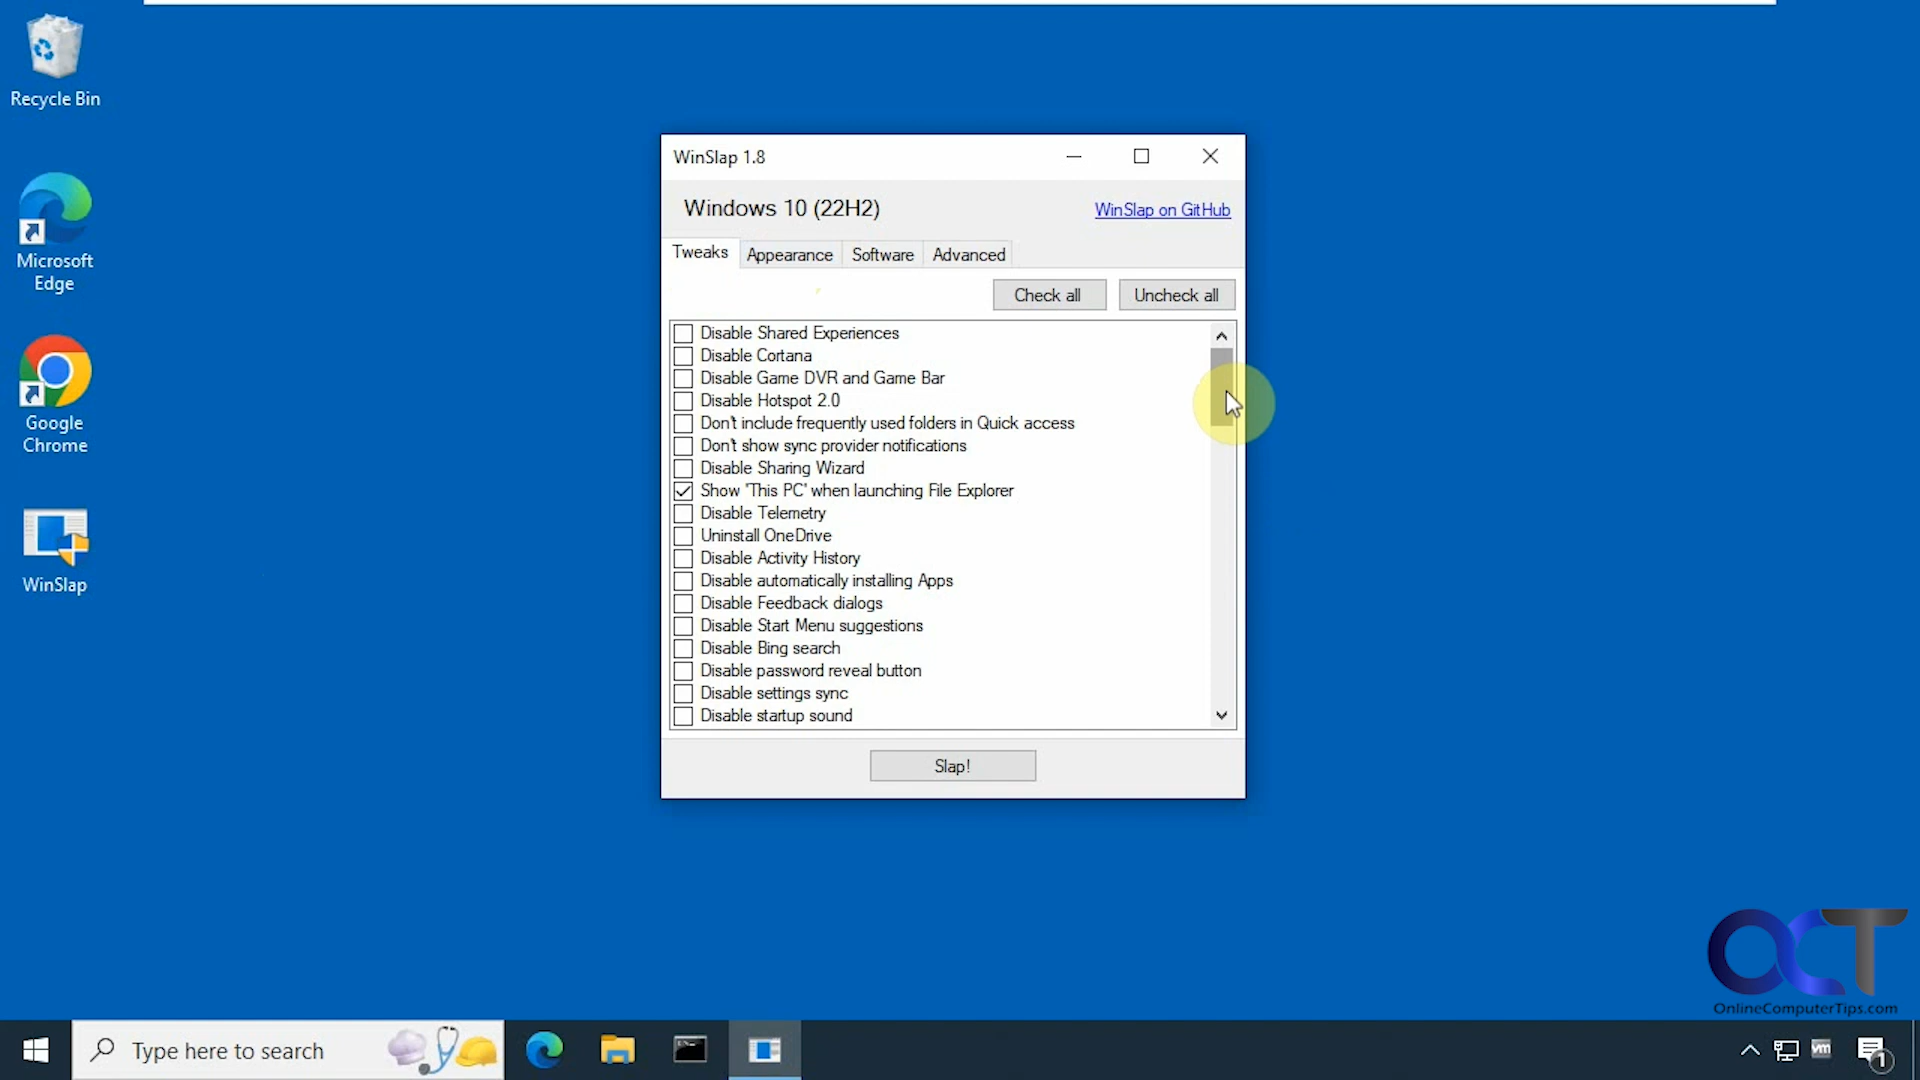 Recycle Bin
Microsoft
Edge
Google
Chrome
WinSlap
WinSlap 1.8
Windows 10 (22H2)
WinSlap on GitHub
Tweaks
Appearance
Software
Advanced
Check all
Uncheck all
Disable Shared Experiences
Disable Cortana
Disable Game DVR and Game Bar
Disable Hotspot 2.0
Don't include frequently used folders in Quick access
Don't show sync provider notifications
Disable Sharing Wizard
Show 'This PC' when launching File Explorer
Disable Telemetry
Uninstall OneDrive
Disable Activity History
Disable automatically installing Apps
Disable Feedback dialogs
Disable Start Menu suggestions
Disable Bing search
Disable password reveal button
Disable settings sync
Disable startup sound
Slap!
OCT
OnlineComputerTips.com
Type here to search
vm
1